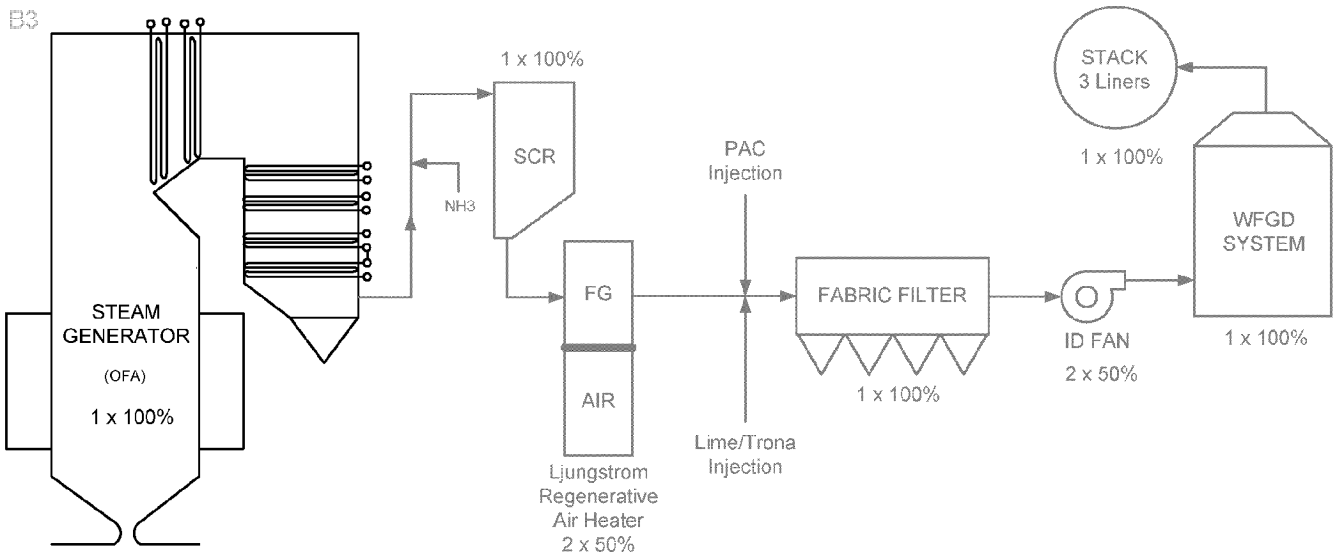 B3
STEAM
GENERATOR
(OFA)
1 x 100%
1 x 100%
SCR
NH3
FG
AIR
Ljungstrom
Regenerative
Air Heater
2 x 50%
PAC
Injection
Lime/Trona
Injection
FABRIC FILTER
1 x 100%
ID FAN
2 x 50%
STACK
3 Liners
1 x 100%
WFGD
SYSTEM
1 x 100%